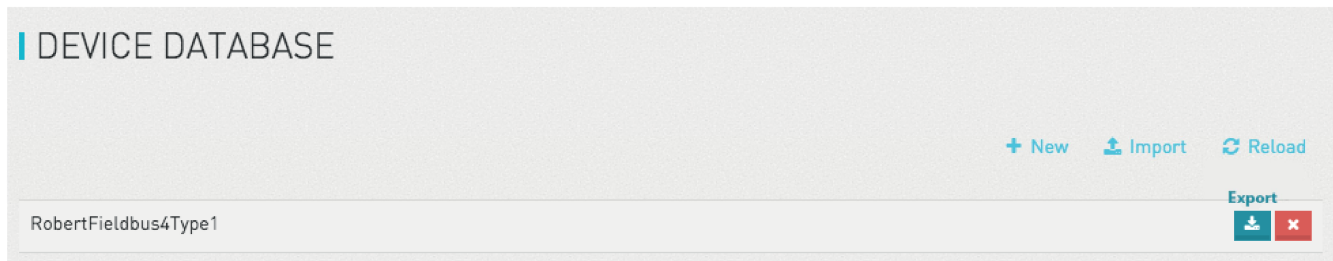 DEVICE DATABASE
New Import Reload
Export
RobertFieldbus4Type1